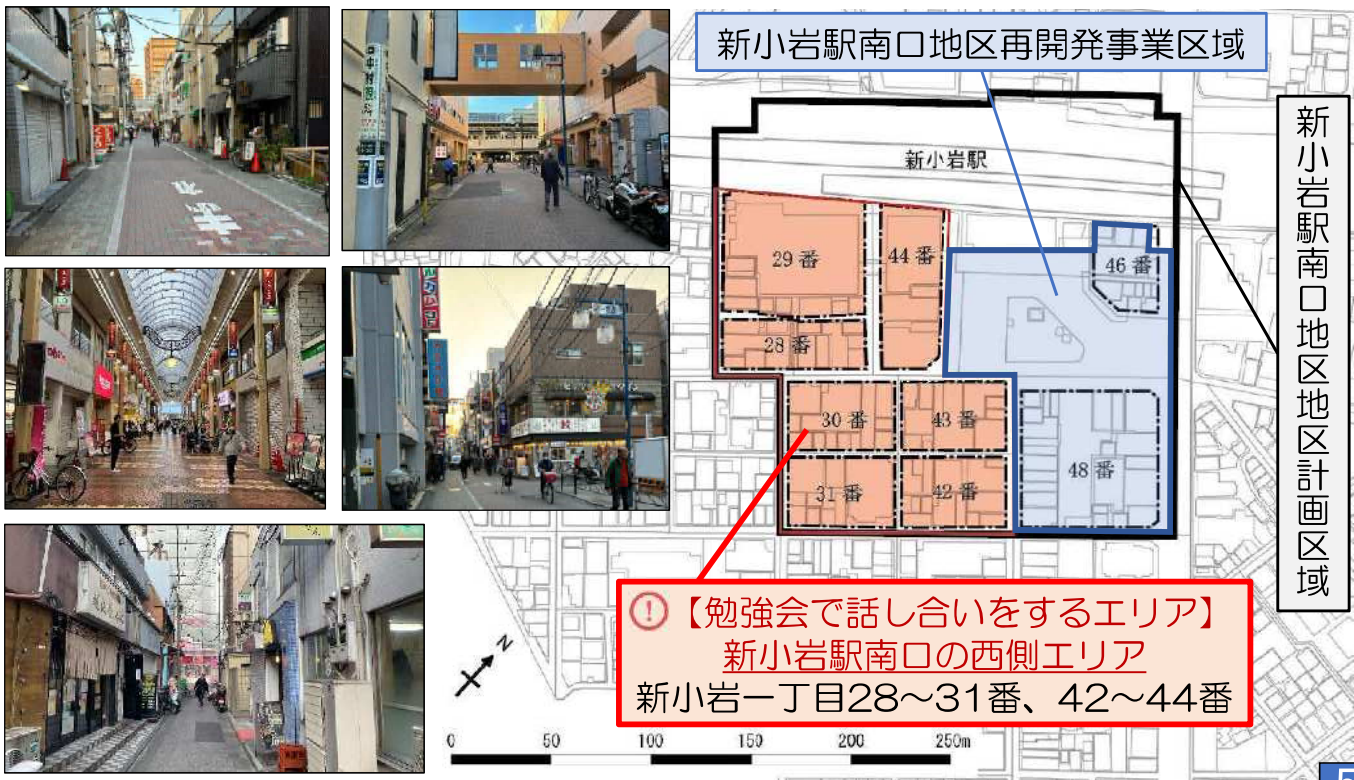 新小岩駅南口地区再開発事業区域
新小岩駅南口地区地区計画区域
新小岩駅
29番
44番
46番
28番
30番
43番
48番
31番
42番
【勉強会で話し合いをするエリア】
新小岩駅南口の西側エリア
新小岩一丁目28~31番、42~44番
N
0 50 100 150 200 250m